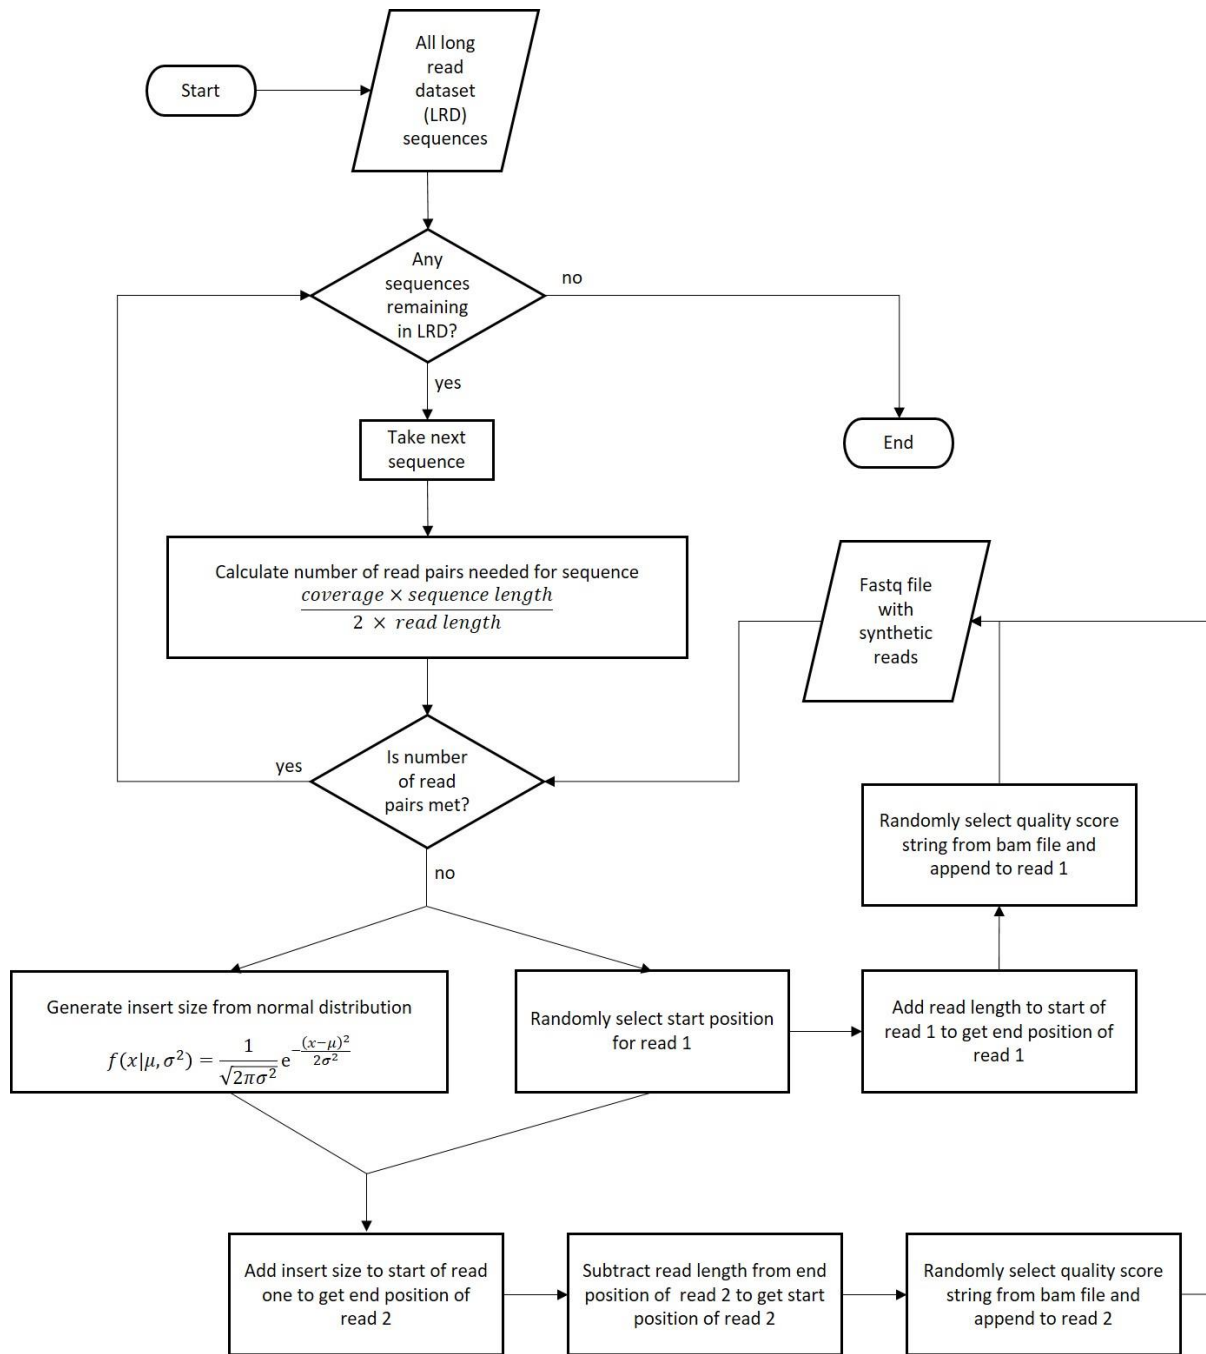 Start
All long
read
dataset
(LRD)
sequences
Any
sequences
remaining
in LRD?
no
yes
Take next
sequence
End
Calculate number of read pairs needed for sequence
coverage × sequence length
2 × read length
Fastq file
with
synthetic
reads
Is number
of read
pairs met?
yes
no
Randomly select quality score
string from bam file and
append to read 1
Generate insert size from normal distribution
f(x|μ, σ²) = 1/√(2πσ²) e^(−(x−μ)²/(2σ²))
Randomly select start position
for read 1
Add read length to start of
read 1 to get end position of
read 1
Add insert size to start of read
one to get end position of
read 2
Subtract read length from end
position of read 2 to get start
position of read 2
Randomly select quality score
string from bam file and
append to read 2